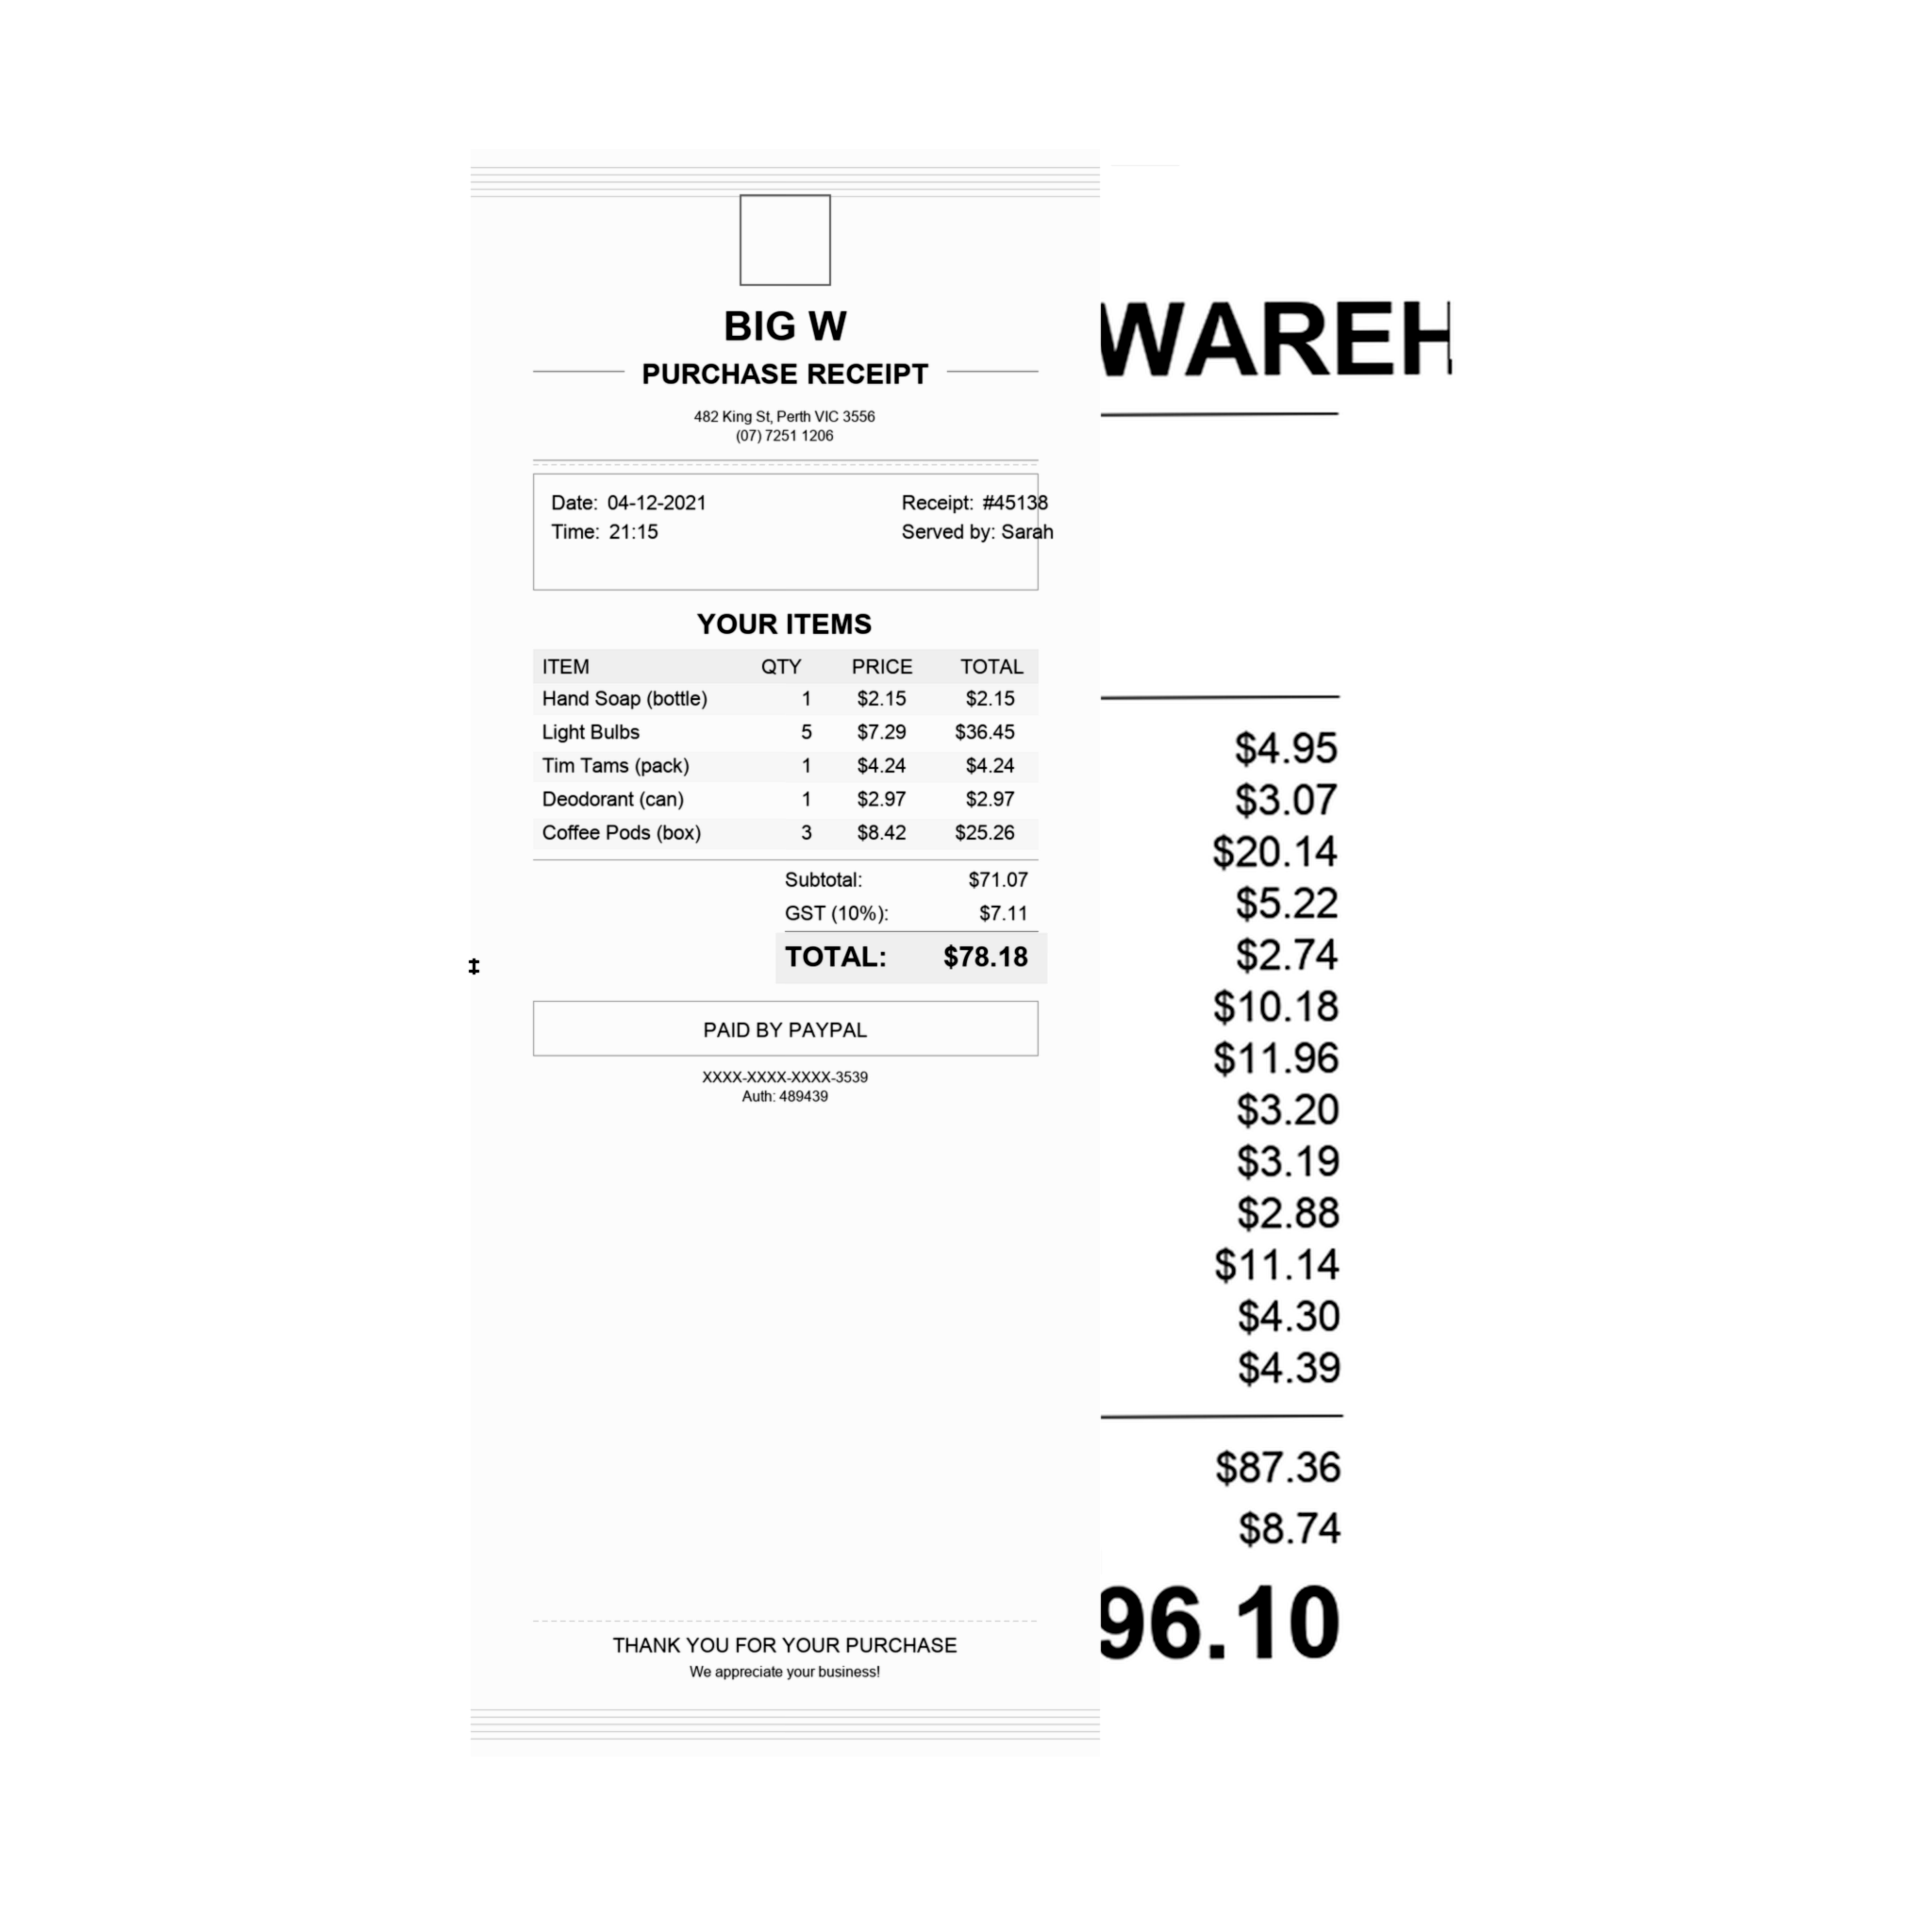 BIG W
PURCHASE RECEIPT
482 King St, Perth VIC 3556
(07) 7251 1206
Date: 04-12-2021 Receipt: #45138
Time: 21:15 Served by: Sarah
YOUR ITEMS
ITEM QTY PRICE TOTAL
Hand Soap (bottle) 1 $2.15 $2.15
Light Bulbs 5 $7.29 $36.45
Tim Tams (pack) 1 $4.24 $4.24
Deodorant (can) 1 $2.97 $2.97
Coffee Pods (box) 3 $8.42 $25.26
Subtotal: $71.07
GST (10%): $7.11
TOTAL: $78.18
PAID BY PAYPAL
XXXX-XXXX-XXXX-3539
Auth: 489439
THANK YOU FOR YOUR PURCHASE
We appreciate your business!
WAREH
$4.95
$3.07
$20.14
$5.22
$2.74
$10.18
$11.96
$3.20
$3.19
$2.88
$11.14
$4.30
$4.39
$87.36
$8.74
96.10